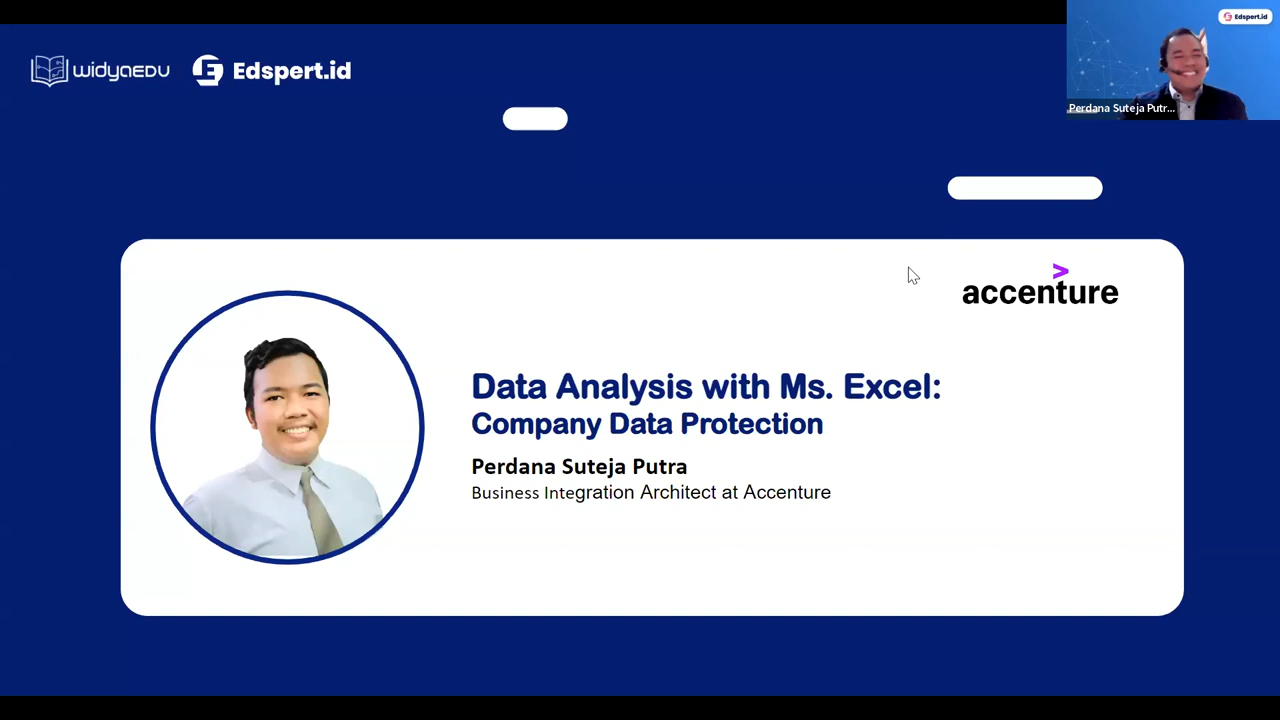 WIDYAEDU
Edspert.id
Edspert.id
Perdana Suteja Putr...
accenture
Data Analysis with Ms. Excel:
Company Data Protection
Perdana Suteja Putra
Business Integration Architect at Accenture